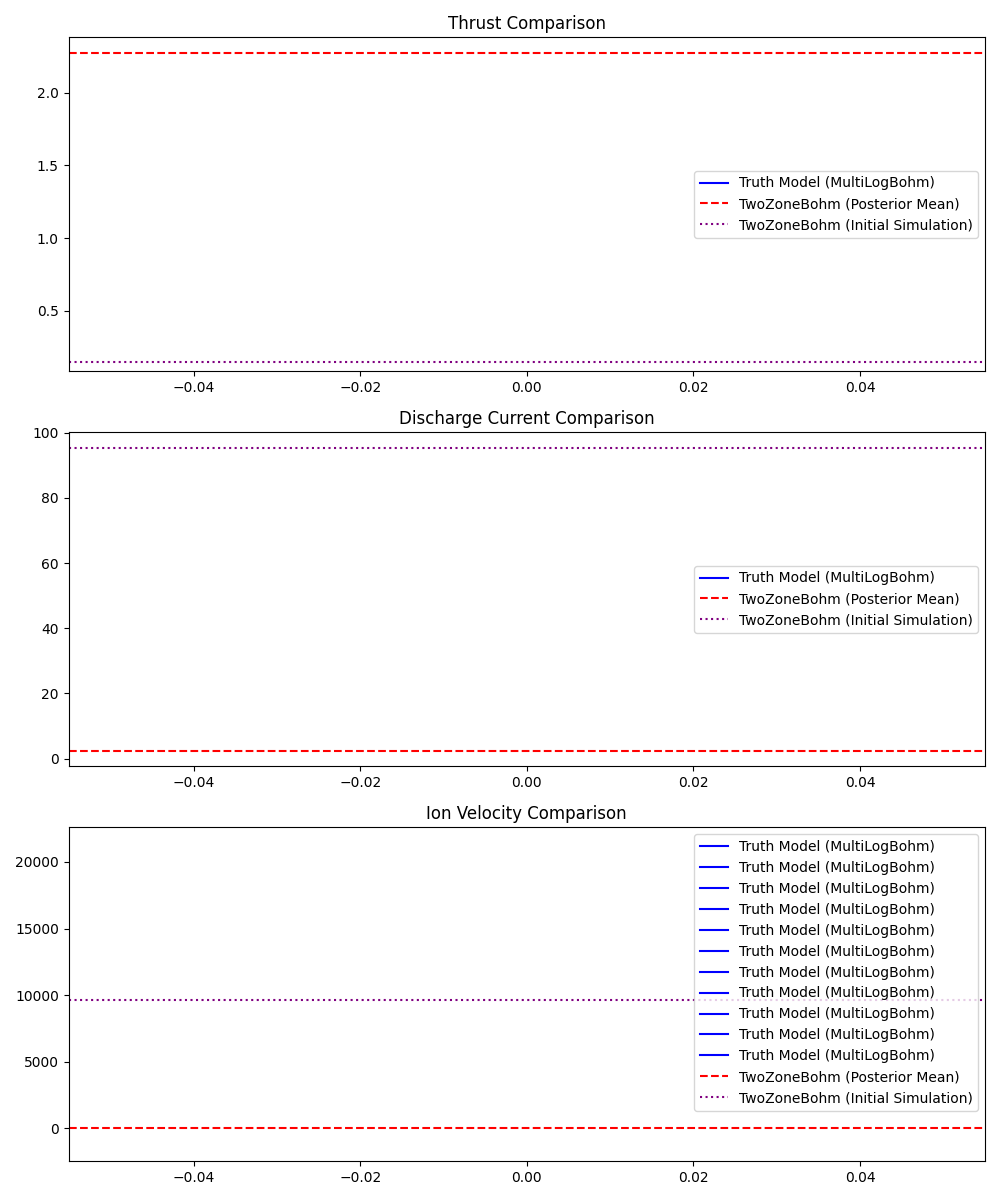 Thrust Comparison
2.0
1.5
1.0
0.5
Truth Model (MultiLogBohm)
TwoZoneBohm (Posterior Mean)
TwoZoneBohm (Initial Simulation)
−0.04 −0.02 0.00 0.02 0.04
Discharge Current Comparison
100
80
60
40
20
0
Truth Model (MultiLogBohm)
TwoZoneBohm (Posterior Mean)
TwoZoneBohm (Initial Simulation)
−0.04 −0.02 0.00 0.02 0.04
Ion Velocity Comparison
20000
15000
10000
5000
0
Truth Model (MultiLogBohm)
Truth Model (MultiLogBohm)
Truth Model (MultiLogBohm)
Truth Model (MultiLogBohm)
Truth Model (MultiLogBohm)
Truth Model (MultiLogBohm)
Truth Model (MultiLogBohm)
Truth Model (MultiLogBohm)
Truth Model (MultiLogBohm)
Truth Model (MultiLogBohm)
Truth Model (MultiLogBohm)
TwoZoneBohm (Posterior Mean)
TwoZoneBohm (Initial Simulation)
−0.04 −0.02 0.00 0.02 0.04